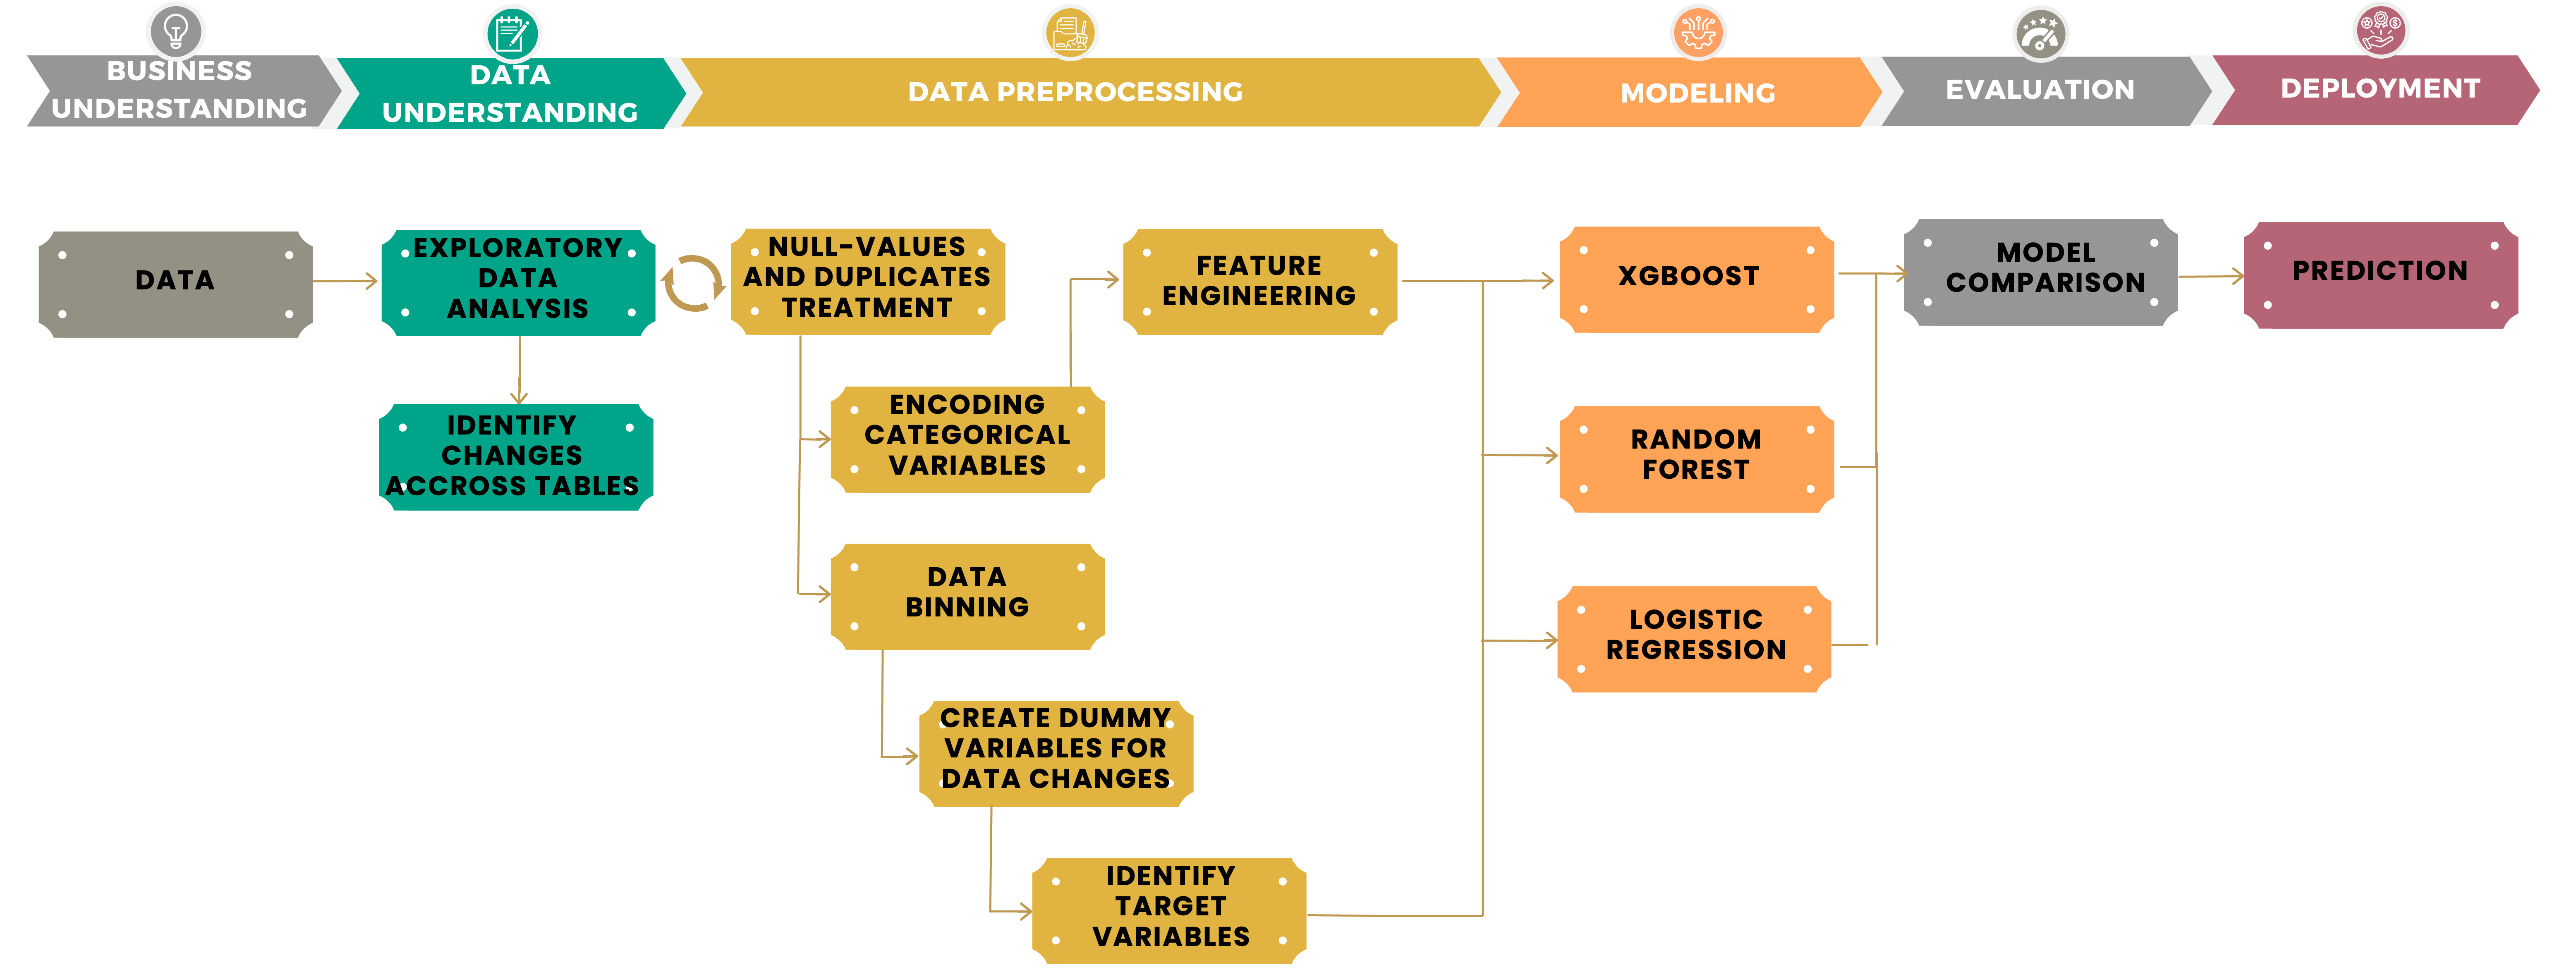 BUSINESS
UNDERSTANDING
DATA
UNDERSTANDING
DATA PREPROCESSING
MODELING
EVALUATION
DEPLOYMENT
DATA
EXPLORATORY
DATA
ANALYSIS
IDENTIFY
CHANGES
ACCROSS TABLES
NULL-VALUES
AND DUPLICATES
TREATMENT
ENCODING
CATEGORICAL
VARIABLES
DATA
BINNING
CREATE DUMMY
VARIABLES FOR
DATA CHANGES
IDENTIFY
TARGET
VARIABLES
FEATURE
ENGINEERING
XGBOOST
RANDOM
FOREST
LOGISTIC
REGRESSION
MODEL
COMPARISON
PREDICTION